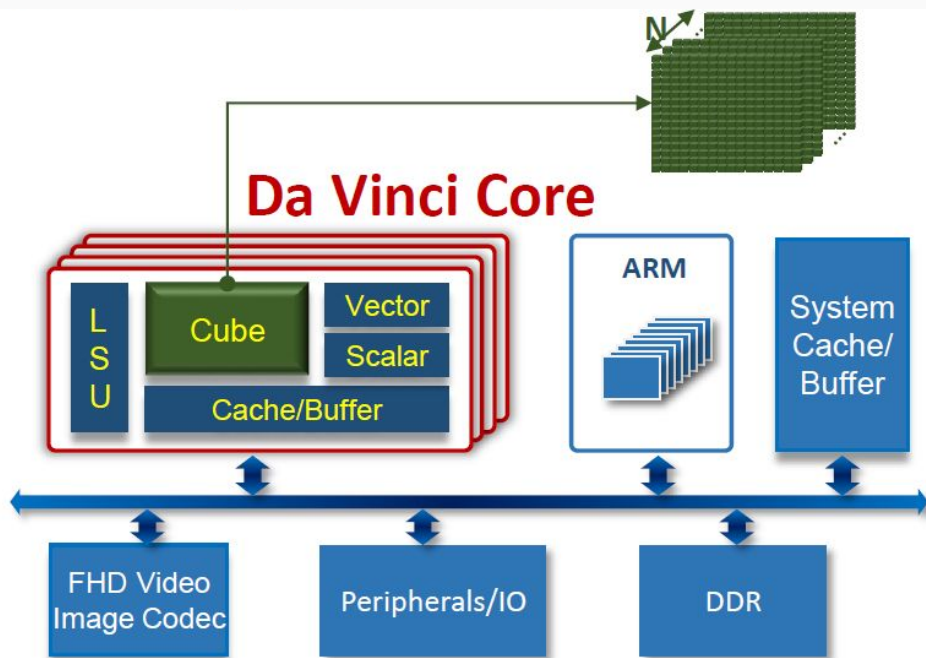 N
Da Vinci Core
L
S
U
Cube
Vector
Scalar
Cache/Buffer
ARM
System
Cache/
Buffer
FHD Video
Image Codec
Peripherals/IO
DDR